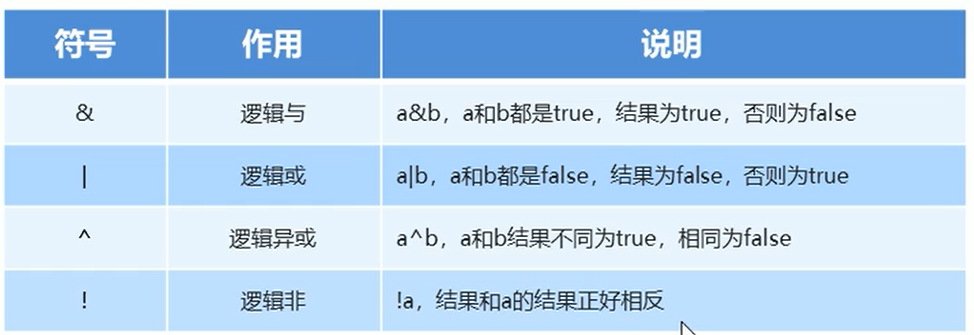 符号 作用 说明
& 逻辑与 a&b，a和b都是true，结果为true，否则为false
| 逻辑或 a|b，a和b都是false，结果为false，否则为true
^ 逻辑异或 a^b，a和b结果不同为true，相同为false
! 逻辑非 !a，结果和a的结果正好相反